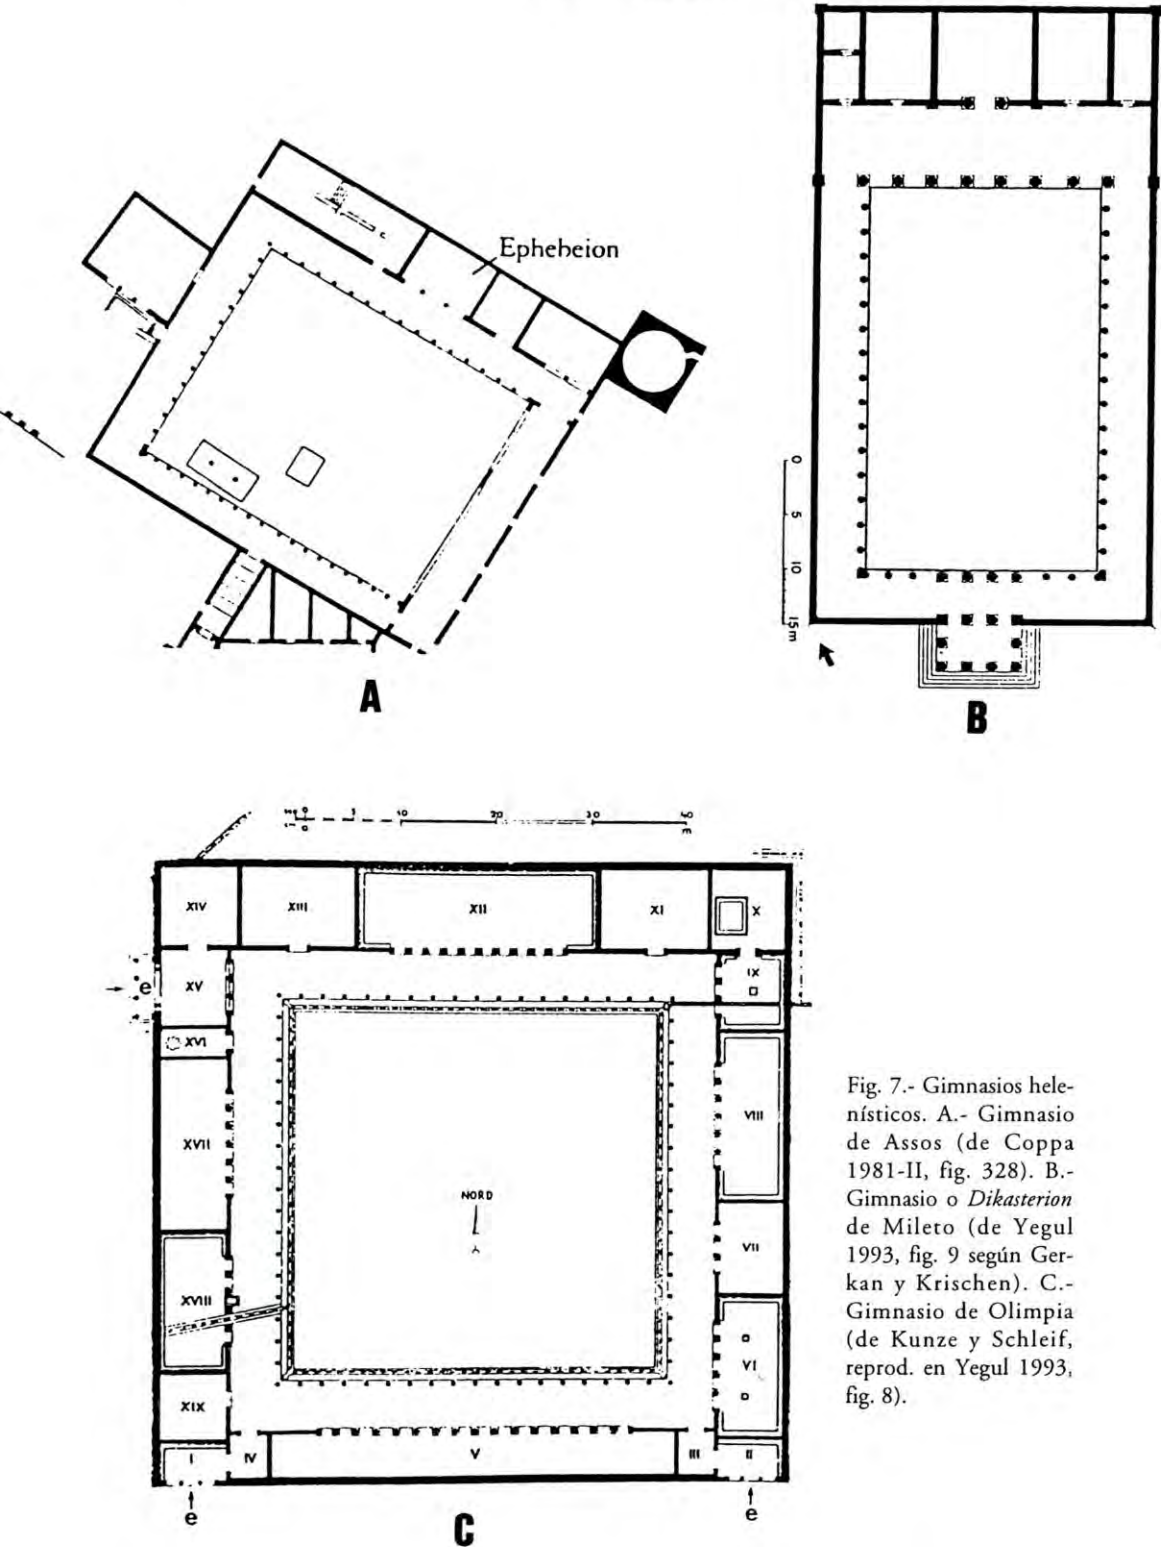 Ephebeion
A
0
5
10
15m
B
0
5
10
20
30
40
m
XIV
XIII
XII
XI
X
e
XV
IX
XVI
XVII
VIII
NORD
VII
XVIII
VI
XIX
I
IV
V
III
II
e
e
C
Fig. 7.- Gimnasios hele-
nísticos. A.- Gimnasio
de Assos (de Coppa
1981-II, fig. 328). B.-
Gimnasio o Dikasterion
de Mileto (de Yegul
1993, fig. 9 según Ger-
kan y Krischen). C.-
Gimnasio de Olimpia
(de Kunze y Schleif,
reprod. en Yegul 1993,
fig. 8).